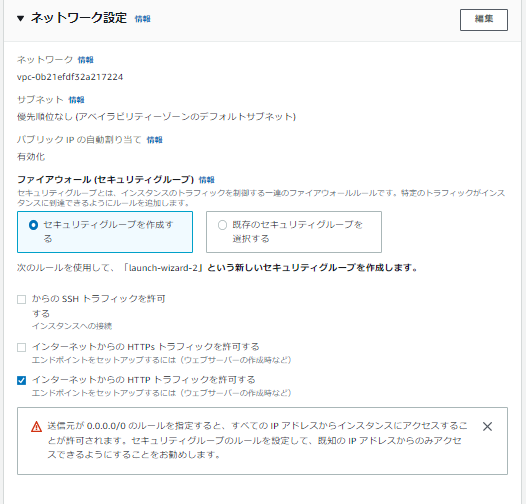 ▼ ネットワーク設定 情報
編集
ネットワーク 情報
vpc-0b21efdf32a217224
サブネット 情報
優先順位なし (アベイラビリティーゾーンのデフォルトサブネット)
パブリック IP の自動割り当て 情報
有効化
ファイアウォール (セキュリティグループ) 情報
セキュリティグループとは、インスタンスのトラフィックを制御する一連のファイアウォールルールです。特定のトラフィックがインス
タンスに到達できるようにルールを追加します。
セキュリティグループを作成す
る
既存のセキュリティグループを
選択する
次のルールを使用して、「launch-wizard-2」という新しいセキュリティグループを作成します。
からの SSH トラフィックを許可
する
インスタンスへの接続
インターネットからの HTTPs トラフィックを許可する
エンドポイントをセットアップするには（ウェブサーバーの作成時など）
インターネットからの HTTP トラフィックを許可する
エンドポイントをセットアップするには（ウェブサーバーの作成時など）
送信元が 0.0.0.0/0 のルールを指定すると、すべての IP アドレスからインスタンスにアクセスするこ
とが許可されます。セキュリティグループのルールを設定して、既知の IP アドレスからのみアクセ
スできるようにすることをお勧めします。